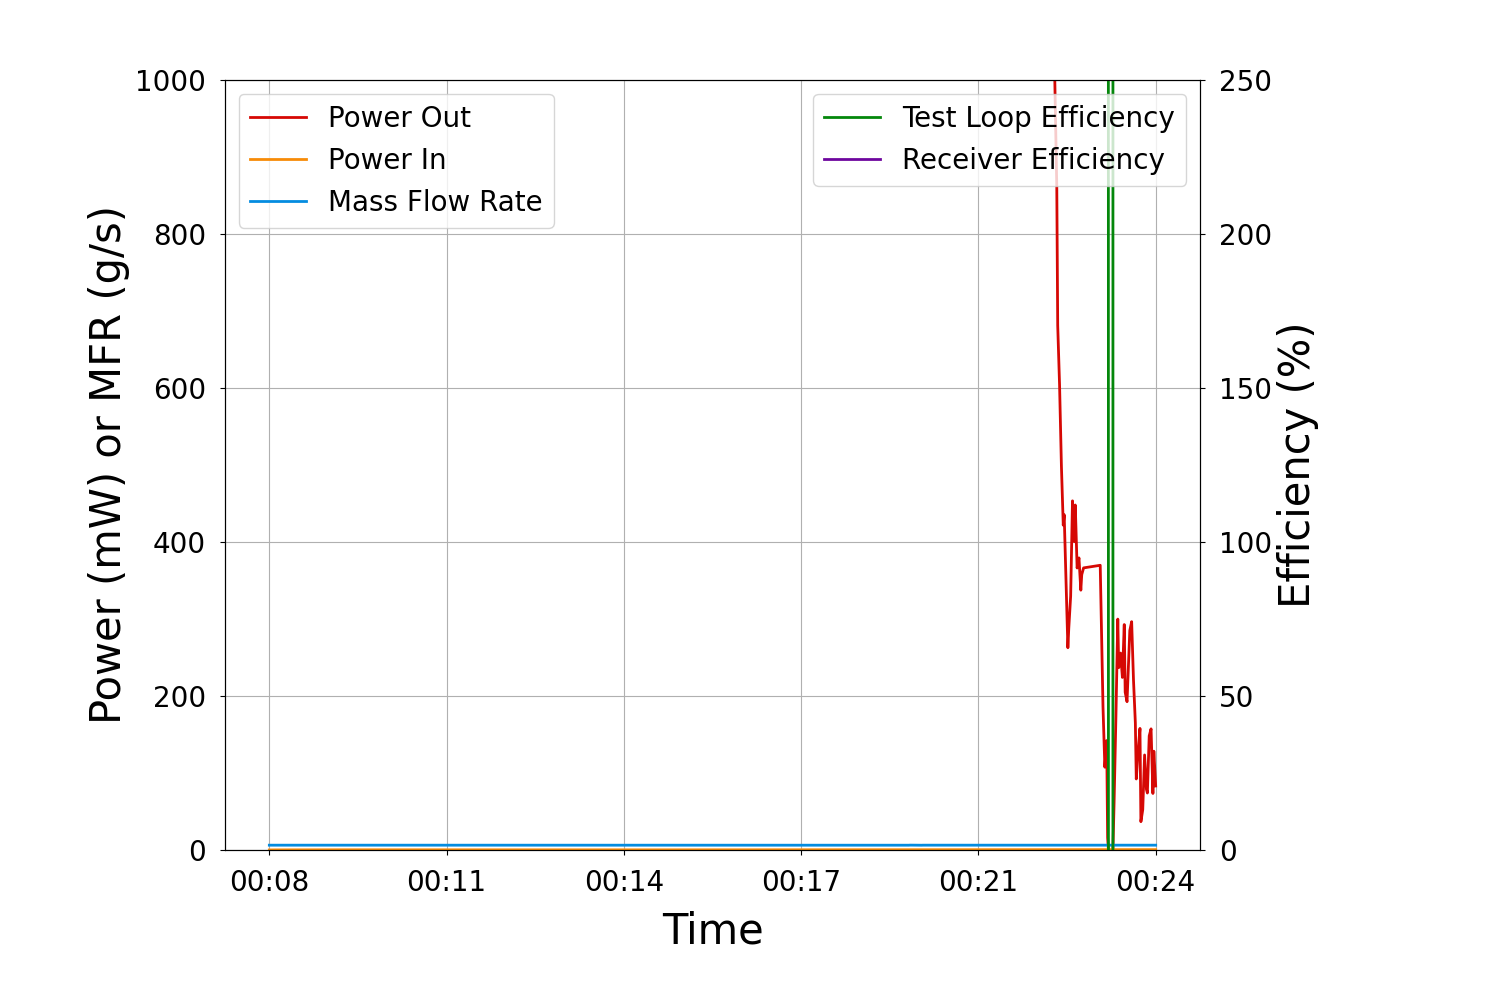 1000
800
600
400
200
0
Power (mW) or MFR (g/s)
Power Out
Power In
Mass Flow Rate
Test Loop Efficiency
Receiver Efficiency
250
200
150
100
50
0
Efficiency (%)
00:08 00:11 00:14 00:17 00:21 00:24
Time